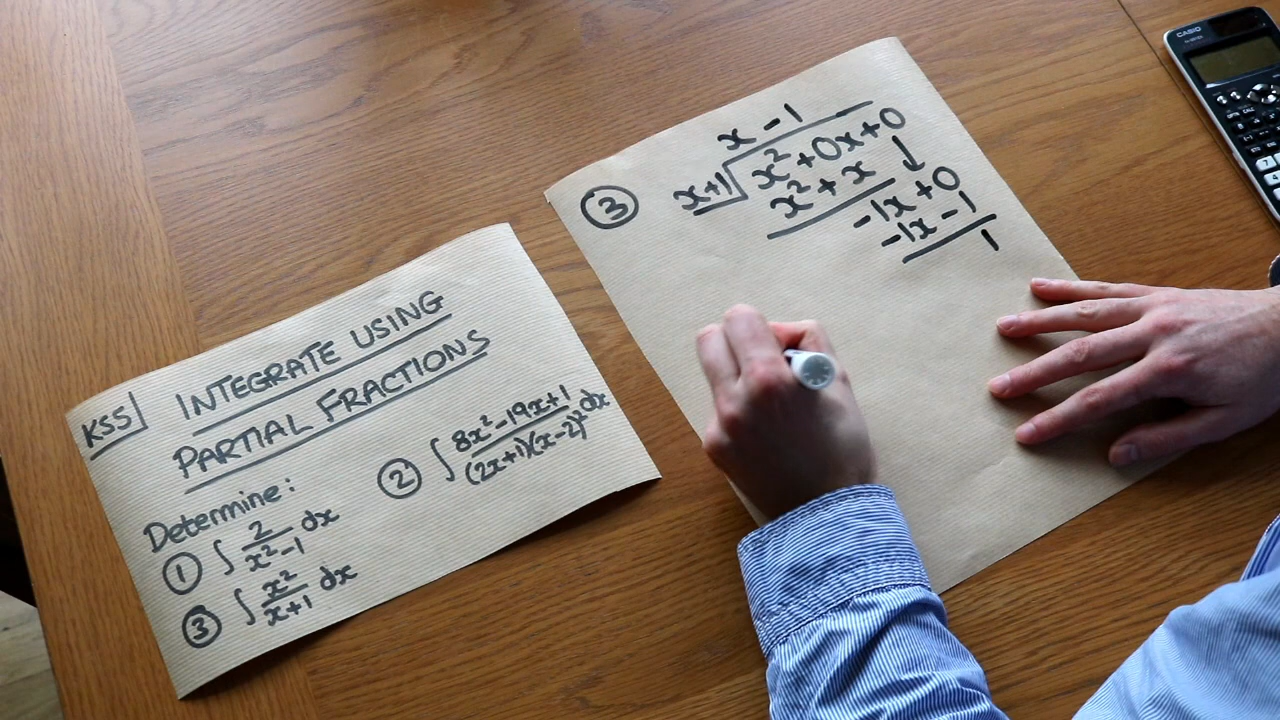 KSS
INTEGRATE USING
PARTIAL FRACTIONS
Determine:
① ∫ 2/(x²-1) dx
② ∫ (8x²-19x+1)/((2x+1)(x-2)²) dx
③ ∫ x²/(x+1) dx
③
x - 1
x+1 √ x² + 0x + 0
x² + x ↓
-1x + 0
-1x - 1
1
CASIO